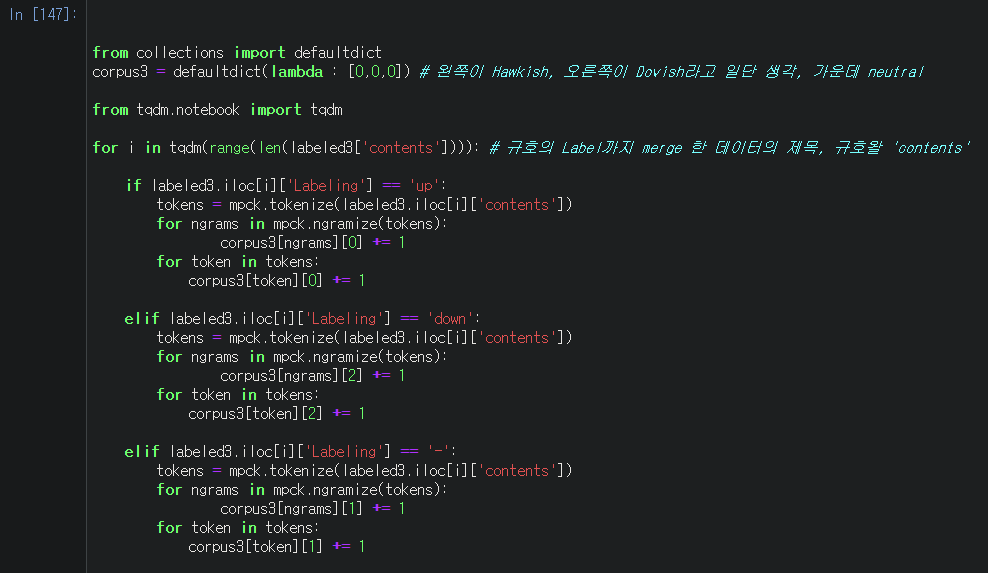 In [147]:
from collections import defaultdict
corpus3 = defaultdict(lambda : [0,0,0]) # 왼쪽이 Hawkish, 오른쪽이 Dovish라고 일단 생각, 가운데 neutral
from tqdm.notebook import tqdm
for i in tqdm(range(len(labeled3['contents']))): # 규호의 Label까지 merge 한 데이터의 제목, 규호왈 'contents'
    if labeled3.iloc[i]['Labeling'] == 'up':
        tokens = mpck.tokenize(labeled3.iloc[i]['contents'])
        for ngrams in mpck.ngramize(tokens):
                corpus3[ngrams][0] += 1
        for token in tokens:
            corpus3[token][0] += 1
    elif labeled3.iloc[i]['Labeling'] == 'down':
        tokens = mpck.tokenize(labeled3.iloc[i]['contents'])
        for ngrams in mpck.ngramize(tokens):
                corpus3[ngrams][2] += 1
        for token in tokens:
            corpus3[token][2] += 1
    elif labeled3.iloc[i]['Labeling'] == '-':
        tokens = mpck.tokenize(labeled3.iloc[i]['contents'])
        for ngrams in mpck.ngramize(tokens):
                corpus3[ngrams][1] += 1
        for token in tokens:
            corpus3[token][1] += 1